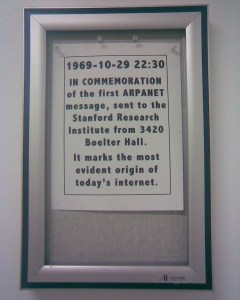 1969-10-29 22:30
IN COMMEMORATION
of the first ARPANET
message, sent to the
Stanford Research
Institute from 3420
Boelter Hall.
It marks the most
evident origin of
today's internet.